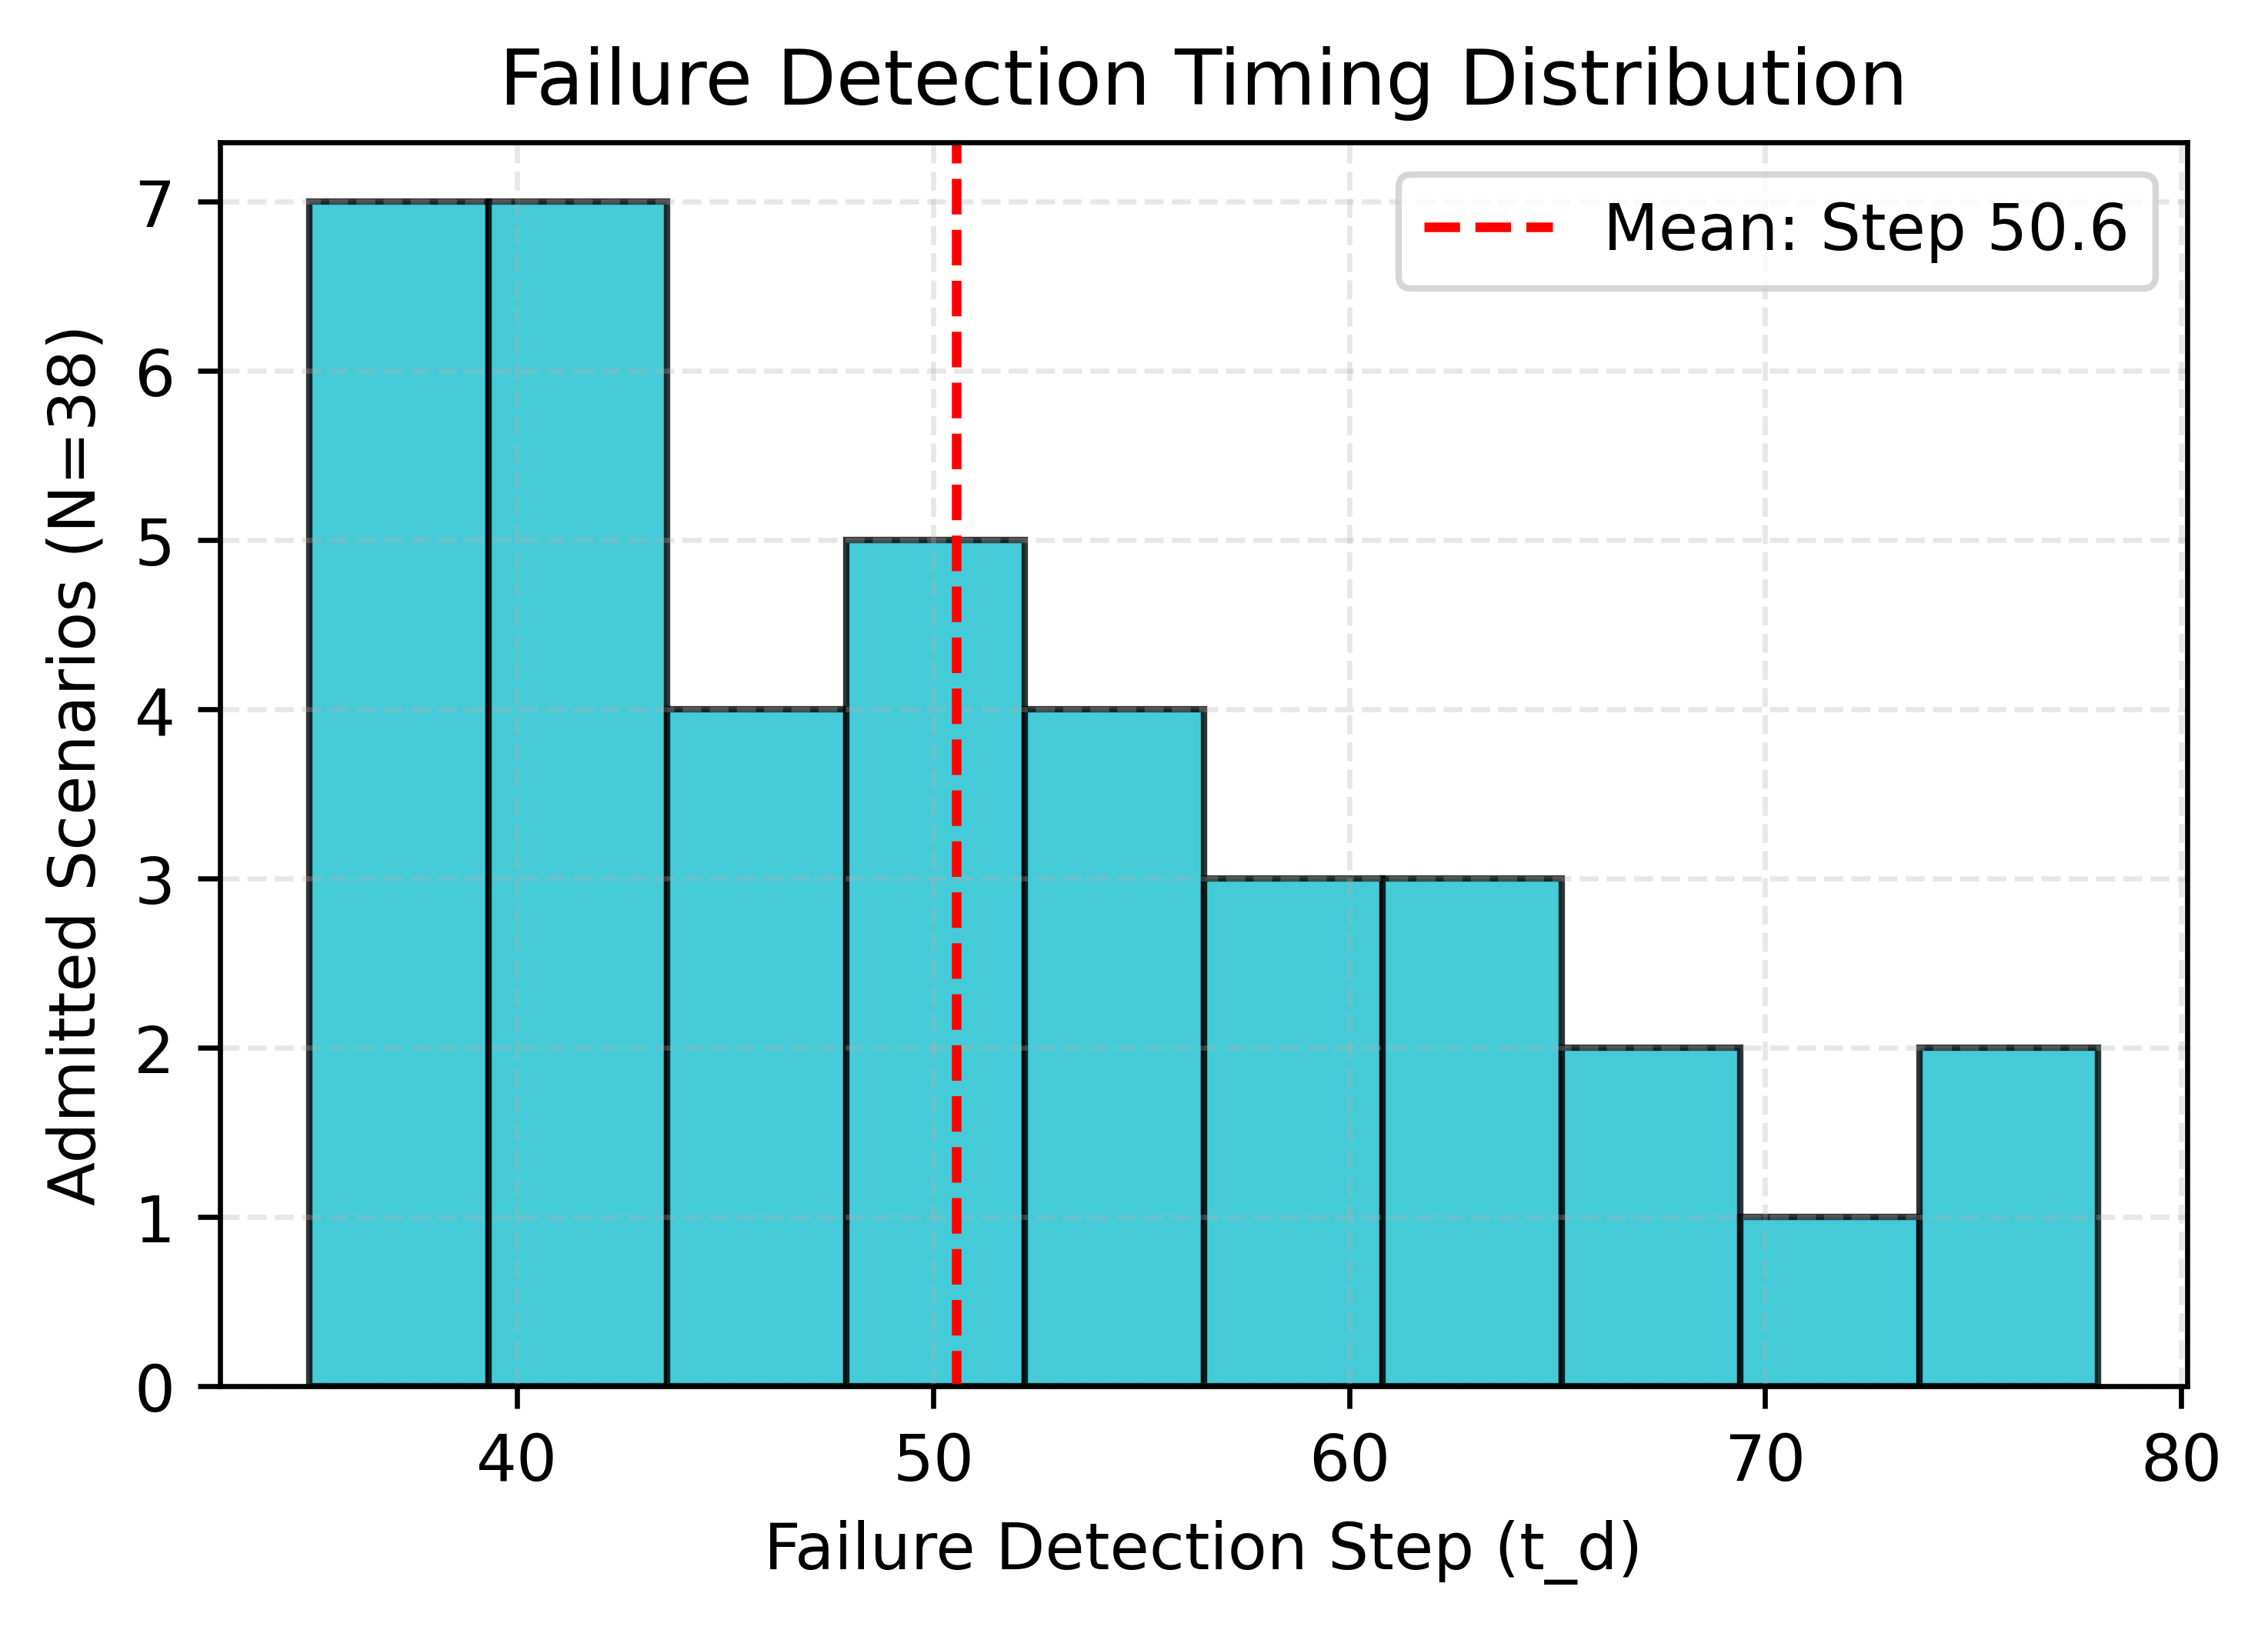 Failure Detection Timing Distribution
Mean: Step 50.6
Admitted Scenarios (N=38)
7
6
5
4
3
2
1
0
40 50 60 70 80
Failure Detection Step (t_d)